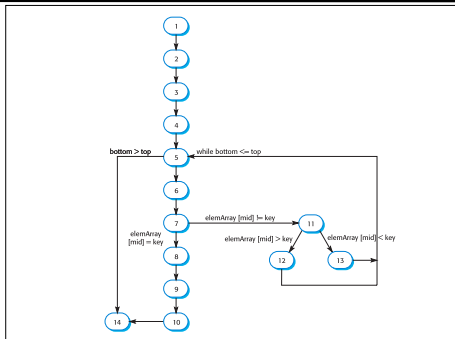 1
2
3
4
bottom > top
while bottom <= top
5
6
7
elemArray [mid] != key
11
elemArray
[mid] = key
elemArray [mid] > key
elemArray [mid] < key
8
12
13
9
14
10